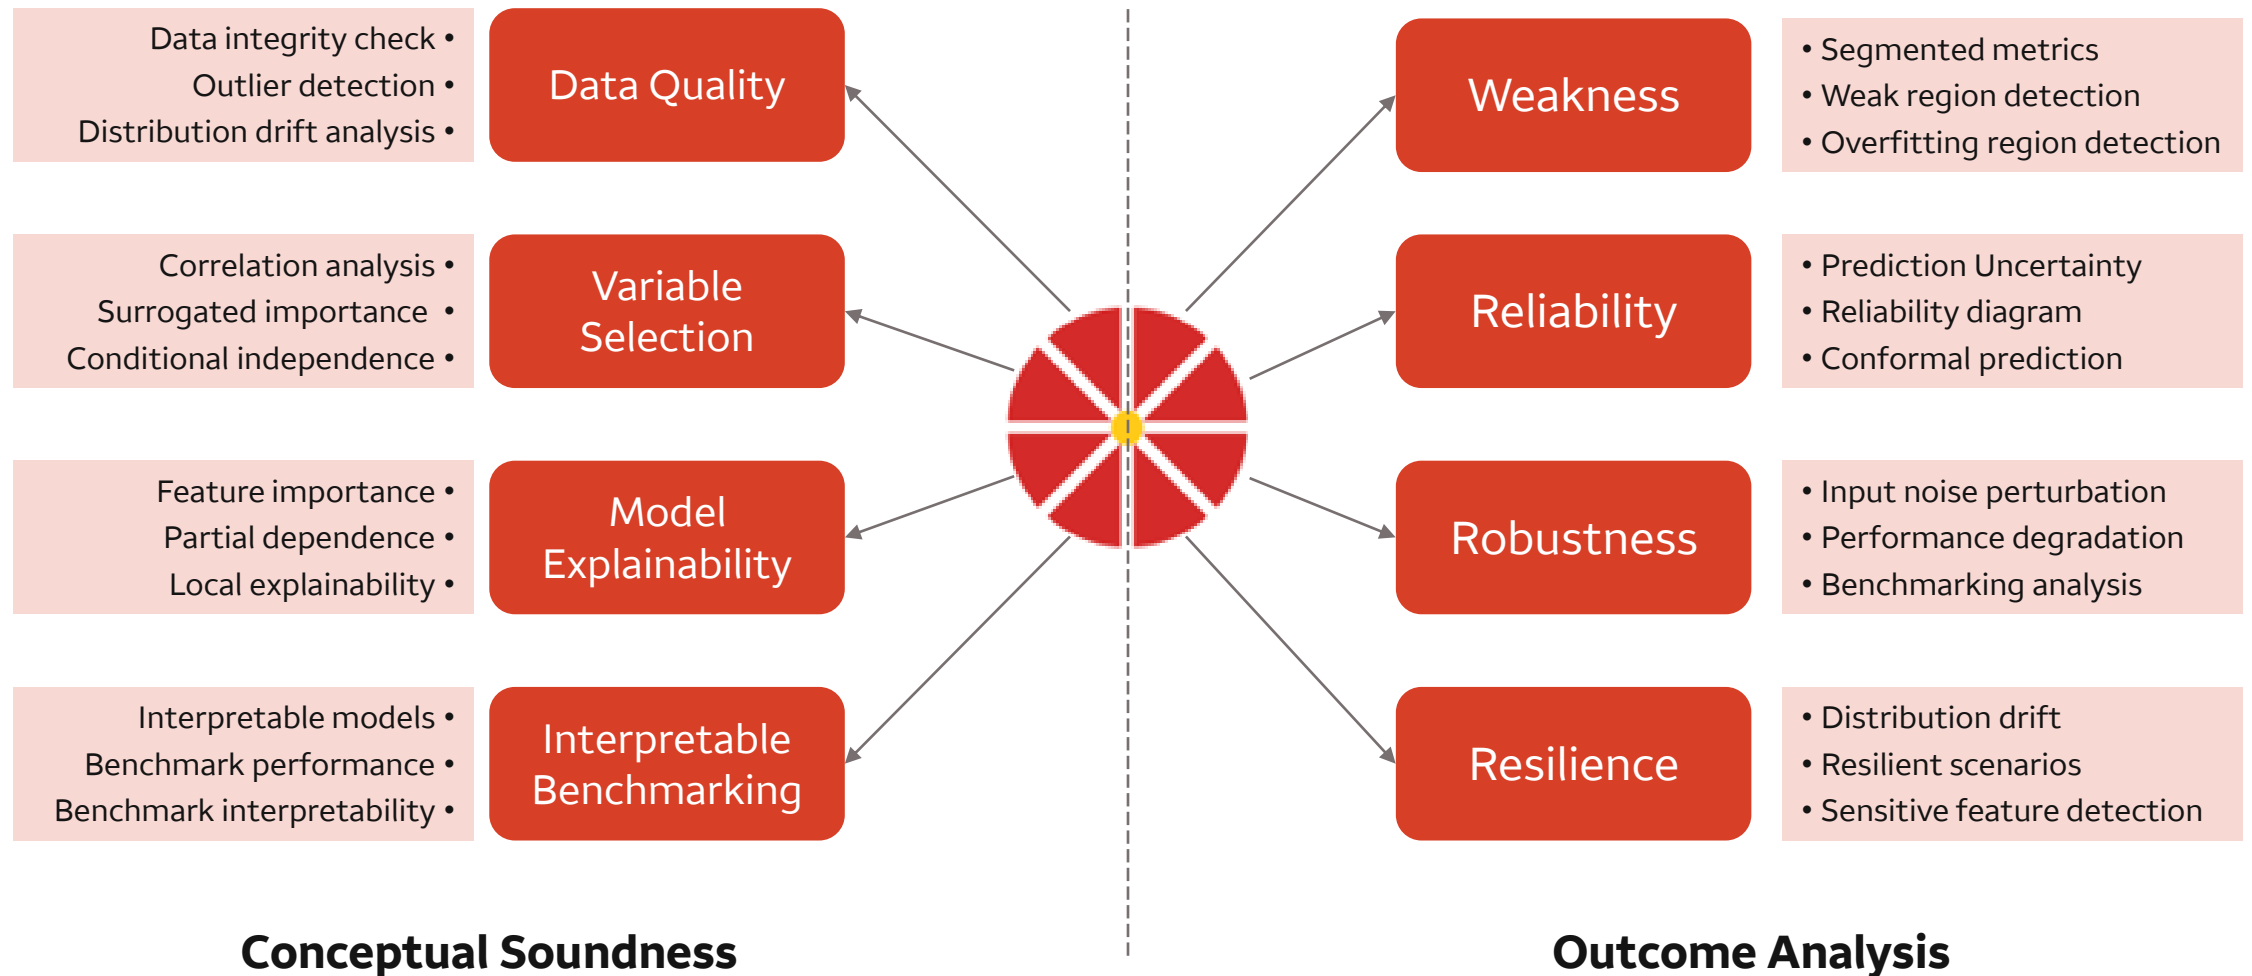 Data integrity check •
Outlier detection •
Distribution drift analysis •
Data Quality
Correlation analysis •
Surrogated importance •
Conditional independence •
Variable
Selection
Feature importance •
Partial dependence •
Local explainability •
Model
Explainability
Interpretable models •
Benchmark performance •
Benchmark interpretability •
Interpretable
Benchmarking
Conceptual Soundness
Weakness
• Segmented metrics
• Weak region detection
• Overfitting region detection
Reliability
• Prediction Uncertainty
• Reliability diagram
• Conformal prediction
Robustness
• Input noise perturbation
• Performance degradation
• Benchmarking analysis
Resilience
• Distribution drift
• Resilient scenarios
• Sensitive feature detection
Outcome Analysis